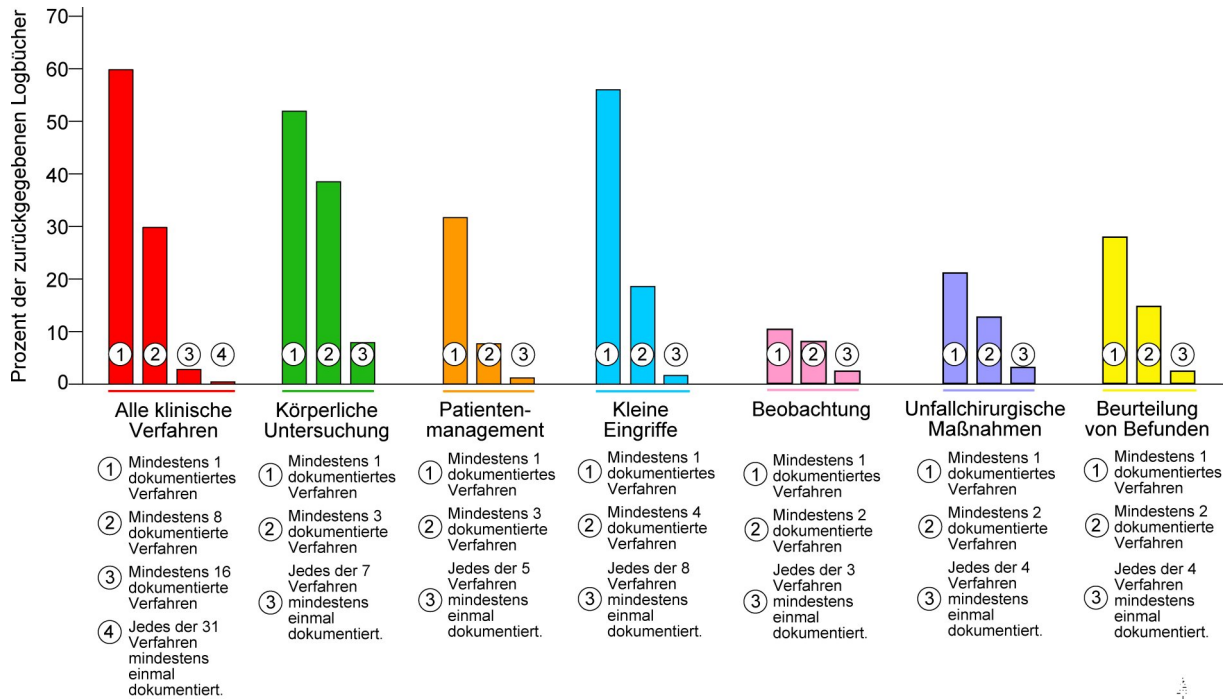 Prozent der zurückgegebenen Logbücher
70
60
50
40
30
20
10
0
1
2
3
4
1
2
3
1
2
3
1
2
3
1
2
3
1
2
3
1
2
3
Alle klinische
Verfahren
1 Mindestens 1
dokumentiertes
Verfahren
2 Mindestens 8
dokumentierte
Verfahren
3 Mindestens 16
dokumentierte
Verfahren
4 Jedes der 31
Verfahren
mindestens
einmal
dokumentiert.
Körperliche
Untersuchung
1 Mindestens 1
dokumentiertes
Verfahren
2 Mindestens 3
dokumentierte
Verfahren
3 Jedes der 7
Verfahren
mindestens
einmal
dokumentiert.
Patienten-
management
1 Mindestens 1
dokumentiertes
Verfahren
2 Mindestens 3
dokumentierte
Verfahren
3 Jedes der 5
Verfahren
mindestens
einmal
dokumentiert.
Kleine
Eingriffe
1 Mindestens 1
dokumentiertes
Verfahren
2 Mindestens 4
dokumentierte
Verfahren
3 Jedes der 8
Verfahren
mindestens
einmal
dokumentiert.
Beobachtung
1 Mindestens 1
dokumentiertes
Verfahren
2 Mindestens 2
dokumentierte
Verfahren
3 Jedes der 3
Verfahren
mindestens
einmal
dokumentiert.
Unfallchirurgische
Maßnahmen
1 Mindestens 1
dokumentiertes
Verfahren
2 Mindestens 2
dokumentierte
Verfahren
3 Jedes der 4
Verfahren
mindestens
einmal
dokumentiert.
Beurteilung
von Befunden
1 Mindestens 1
dokumentiertes
Verfahren
2 Mindestens 2
dokumentierte
Verfahren
3 Jedes der 4
Verfahren
mindestens
einmal
dokumentiert.